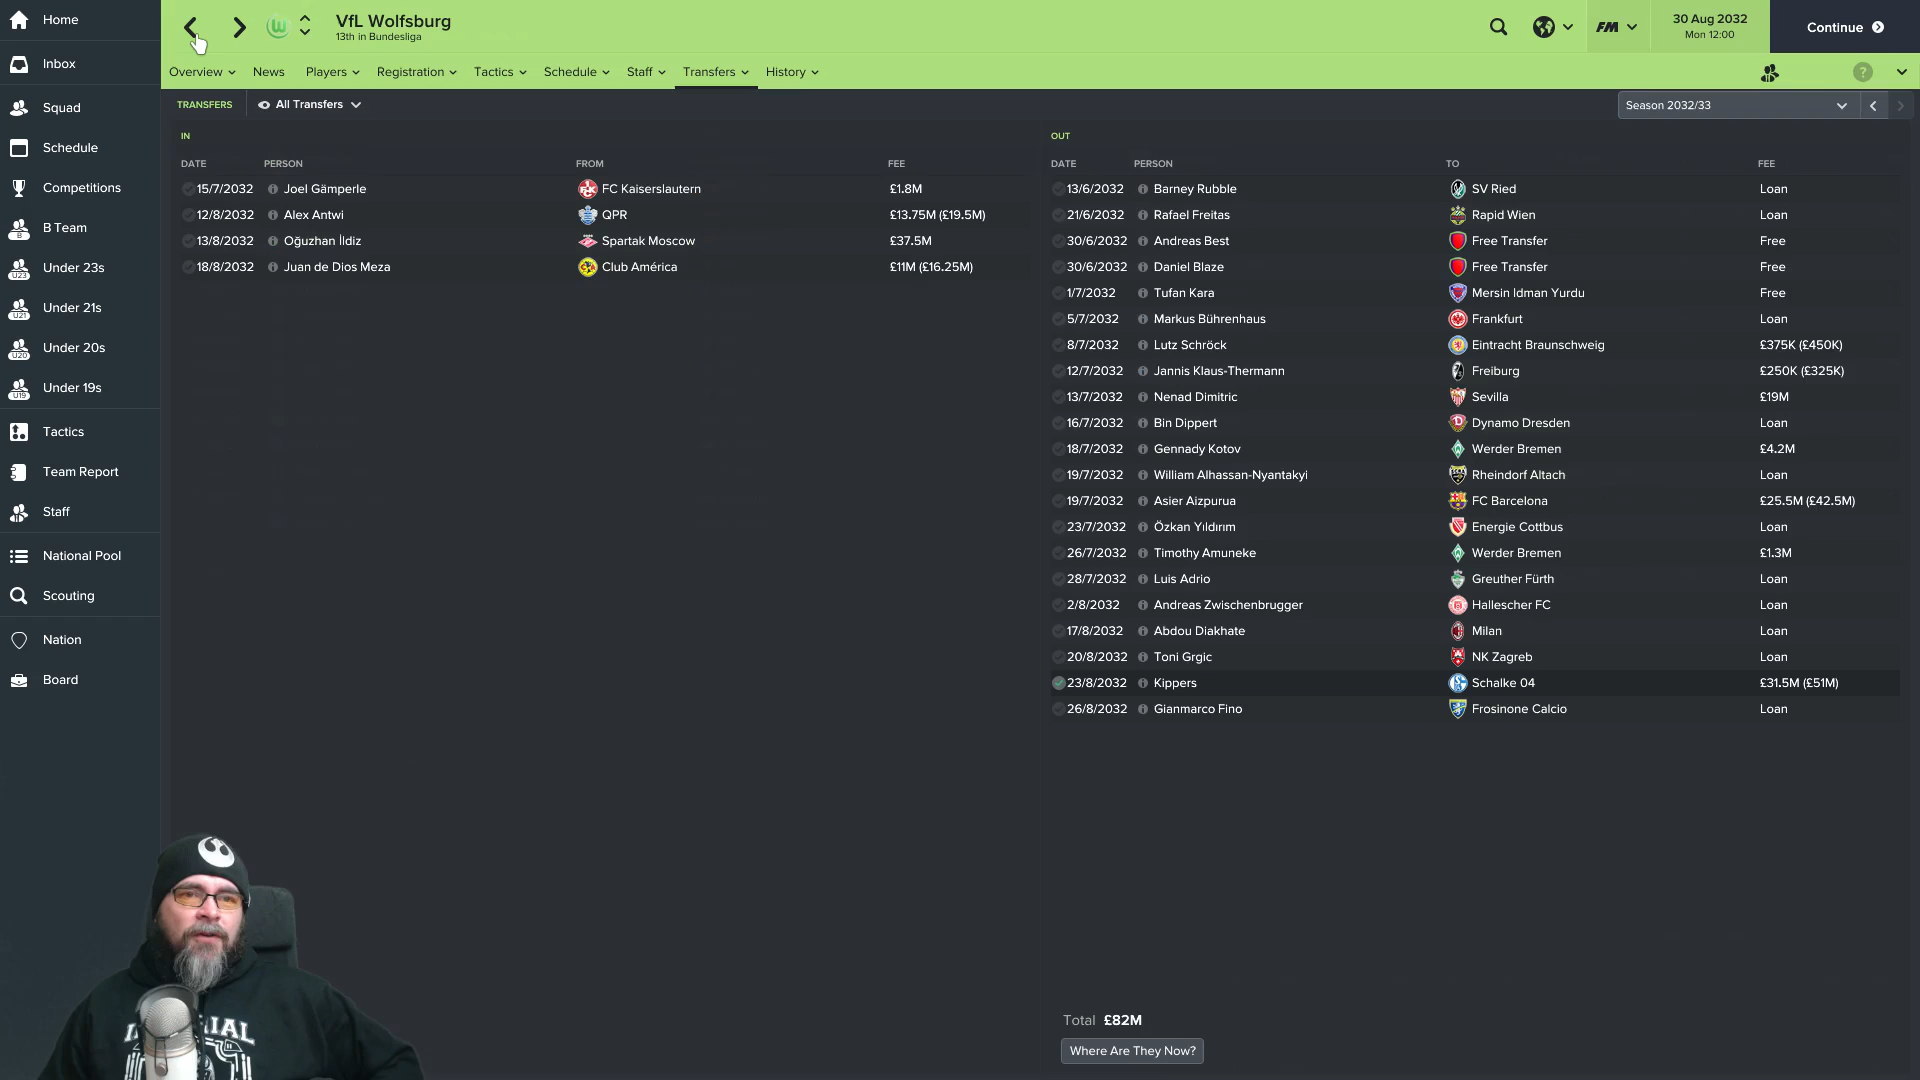 Home
Inbox
Squad
Schedule
Competitions
B Team
Under 23s
Under 21s
Under 20s
Under 19s
Tactics
Team Report
Staff
National Pool
Scouting
Nation
Board
VfL Wolfsburg
13th in Bundesliga
FM
30 Aug 2032
Mon 12:00
Continue
Overview News Players Registration Tactics Schedule Staff Transfers History
TRANSFERS All Transfers
Season 2032/33
IN
DATE PERSON FROM FEE
15/7/2032 Joel Gämperle FC Kaiserslautern £1.8M
12/8/2032 Alex Antwi QPR £13.75M (£19.5M)
13/8/2032 Oğuzhan İldiz Spartak Moscow £37.5M
18/8/2032 Juan de Dios Meza Club América £11M (£16.25M)
OUT
DATE PERSON TO FEE
13/6/2032 Barney Rubble SV Ried Loan
21/6/2032 Rafael Freitas Rapid Wien Loan
30/6/2032 Andreas Best Free Transfer Free
30/6/2032 Daniel Blaze Free Transfer Free
1/7/2032 Tufan Kara Mersin Idman Yurdu Free
5/7/2032 Markus Bührenhaus Frankfurt Loan
8/7/2032 Lutz Schröck Eintracht Braunschweig £375K (£450K)
12/7/2032 Jannis Klaus-Thermann Freiburg £250K (£325K)
13/7/2032 Nenad Dimitric Sevilla £19M
16/7/2032 Bin Dippert Dynamo Dresden Loan
18/7/2032 Gennady Kotov Werder Bremen £4.2M
19/7/2032 William Alhassan-Nyantakyi Rheindorf Altach Loan
19/7/2032 Asier Aizpurua FC Barcelona £25.5M (£42.5M)
23/7/2032 Özkan Yıldırım Energie Cottbus Loan
26/7/2032 Timothy Amuneke Werder Bremen £1.3M
28/7/2032 Luis Adrio Greuther Fürth Loan
2/8/2032 Andreas Zwischenbrugger Hallescher FC Loan
17/8/2032 Abdou Diakhate Milan Loan
20/8/2032 Toni Grgic NK Zagreb Loan
23/8/2032 Kippers Schalke 04 £31.5M (£51M)
26/8/2032 Gianmarco Fino Frosinone Calcio Loan
Total £82M
Where Are They Now?